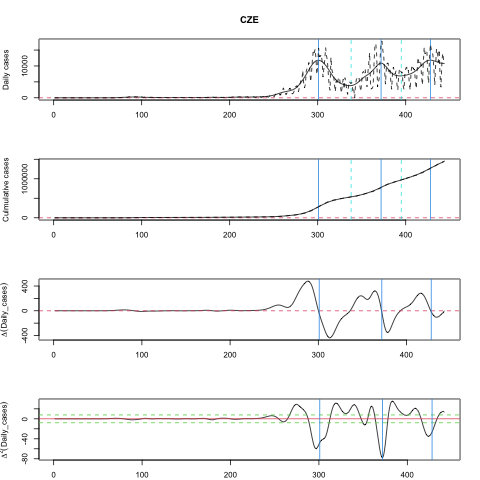 CZE
Daily cases
0 10000
0 100 200 300 400
Culmulative cases
0 1000000
0 100 200 300 400
Δ(Daily_cases)
400 0 400
0 100 200 300 400
Δ²(Daily_cases)
-80 -40 0
0 100 200 300 400